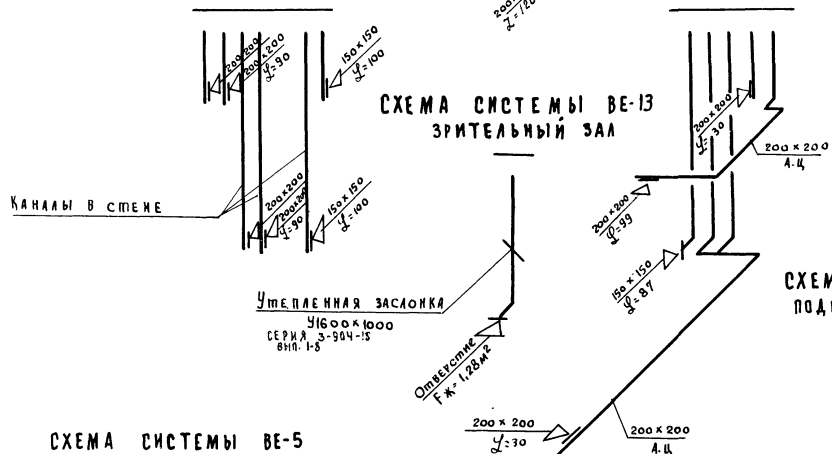 200×200
200×200
L=90
150×150
L=100
L=120
СХЕМА СИСТЕМЫ ВЕ-13
ЗРИТЕЛЬНЫЙ ЗАЛ
200×200
L=30
200×200
А.Ц
КАНАЛЫ В СТЕНЕ
200×200
200×200
L=90
150×150
L=100
200×200
L=99
150×150
L=87
УТЕПЛЕННАЯ ЗАСЛОНКА
У1600×1000
СЕРИЯ 3-904-15
ВЫП. 1-8
ОТВЕРСТИЕ
Fж=1,28м²
СХЕМ
ПОД
СХЕМА СИСТЕМЫ ВЕ-5
200×200
L=30
200×200
А.Ц